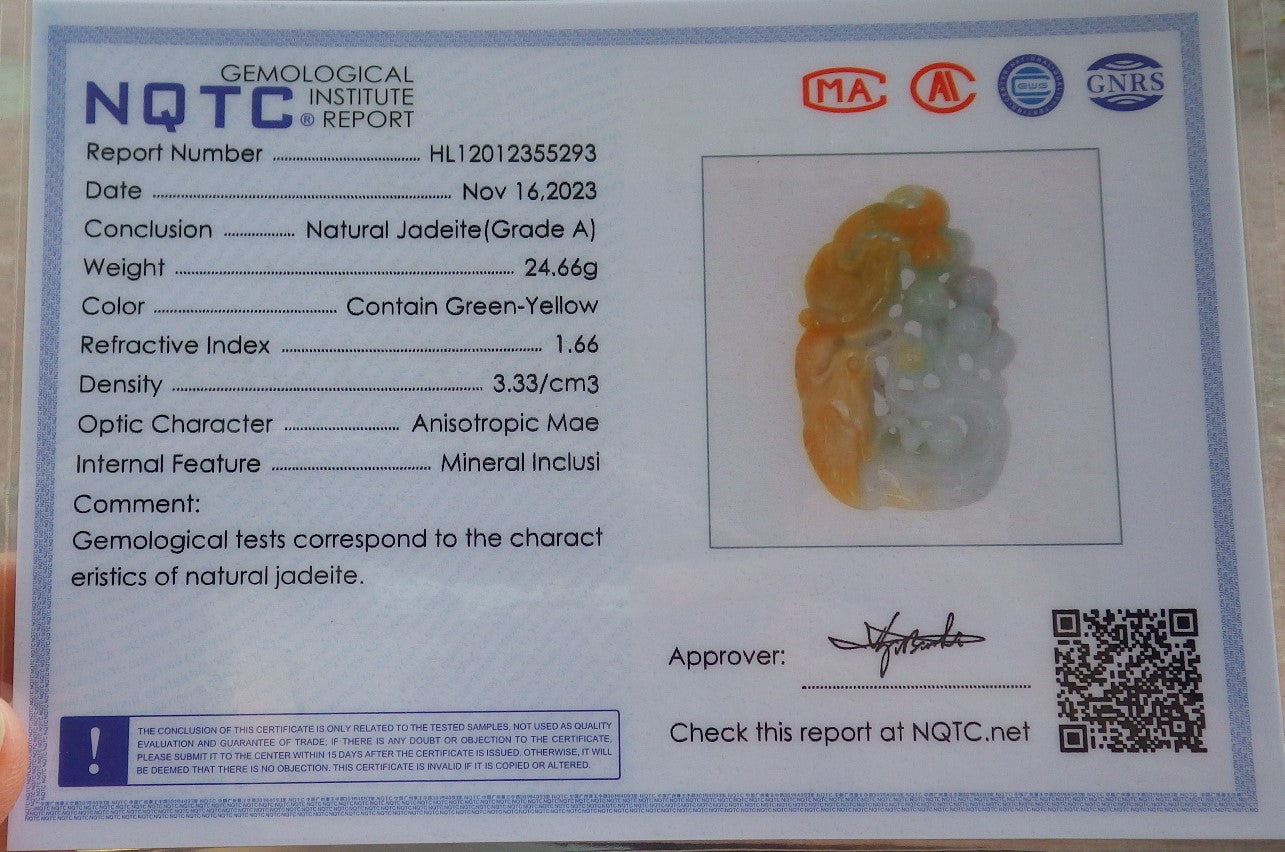 GEMOLOGICAL
NQTC® INSTITUTE
REPORT
Report Number ........ HL12012355293
Date ........ Nov 16,2023
Conclusion ........ Natural Jadeite(Grade A)
Weight ........ 24.66g
Color ........ Contain Green-Yellow
Refractive Index ........ 1.66
Density ........ 3.33/cm3
Optic Character ........ Anisotropic Mae
Internal Feature ........ Mineral Inclusi
Comment:
Gemological tests correspond to the charact
eristics of natural jadeite.
MA
GNRS
Approver:
Check this report at NQTC.net
! THE CONCLUSION OF THIS CERTIFICATE IS ONLY RELATED TO THE TESTED SAMPLES, NOT USED AS QUALITY
EVALUATION AND GUARANTEE OF TRADE; IF THERE IS ANY DOUBT OR OBJECTION TO THE CERTIFICATE,
PLEASE SUBMIT IT TO THE CENTER WITHIN 15 DAYS AFTER THE CERTIFICATE IS ISSUED. OTHERWISE, IT WILL
BE DEEMED THAT THERE IS NO OBJECTION. THIS CERTIFICATE IS INVALID IF IT IS COPIED OR ALTERED.